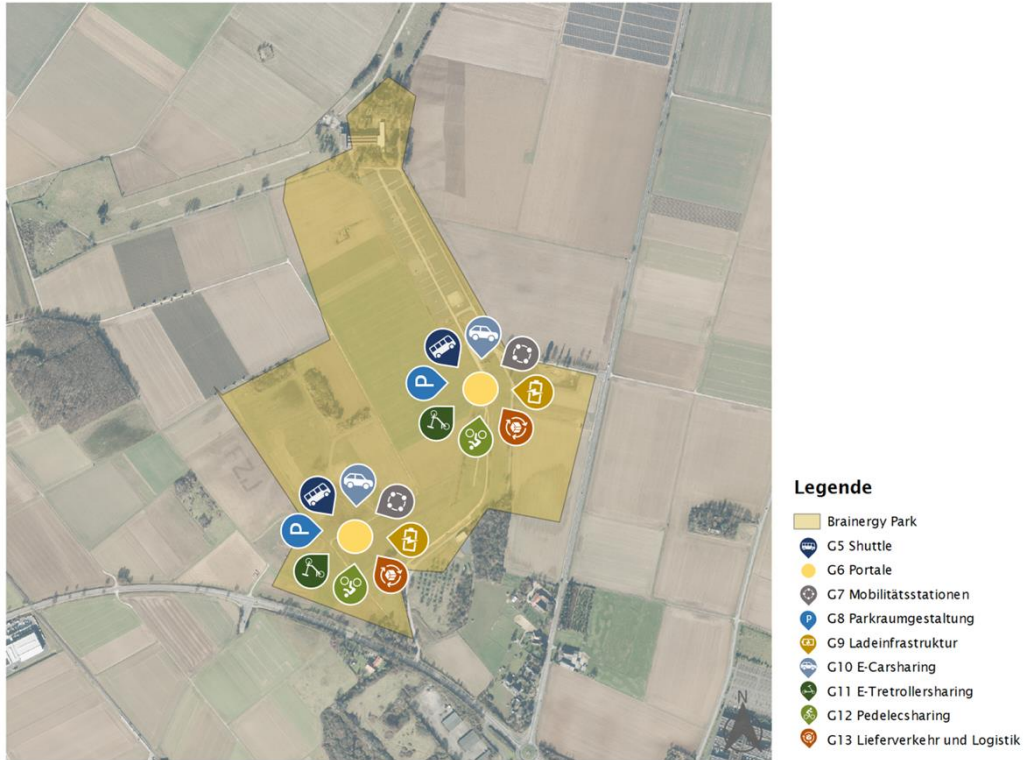 P
FZJ
P
N
Legende
Brainergy Park
G5 Shuttle
G6 Portale
G7 Mobilitätsstationen
P
G8 Parkraumgestaltung
G9 Ladeinfrastruktur
G10 E-Carsharing
G11 E-Tretrollersharing
G12 Pedelecsharing
G13 Lieferverkehr und Logistik